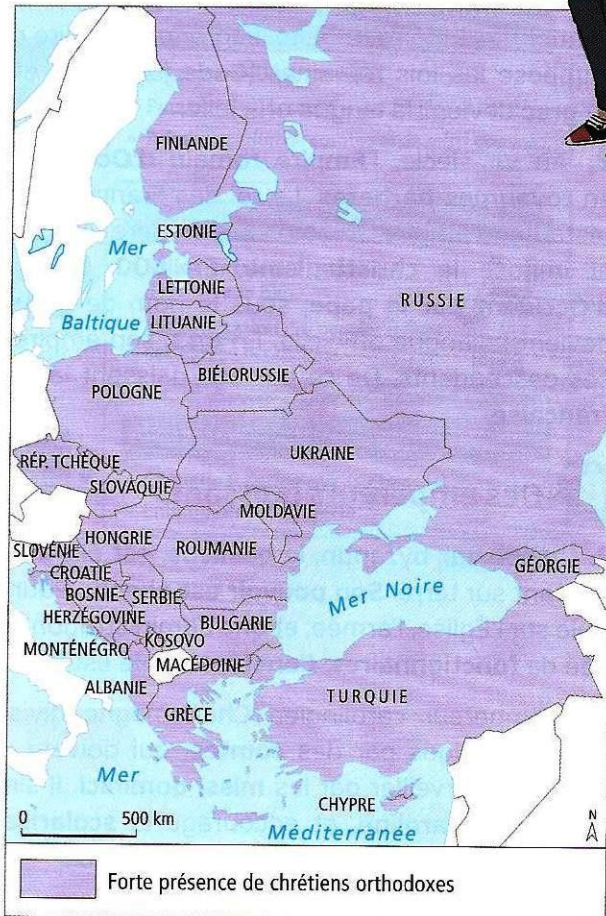 FINLANDE
ESTONIE
Mer
LETTONIE
RUSSIE
Baltique
LITUANIE
BIÉLORUSSIE
POLOGNE
RÉP. TCHÈQUE
UKRAINE
SLOVAQUIE
MOLDAVIE
HONGRIE
ROUMANIE
SLOVÉNIE
GÉORGIE
CROATIE
BOSNIE-
SERBIE
Mer Noire
HERZÉGOVINE
BULGARIE
KOSOVO
MONTÉNÉGRO
MACÉDOINE
ALBANIE
TURQUIE
GRÈCE
Mer
CHYPRE
0 500 km
Méditerranée
N
Forte présence de chrétiens orthodoxes